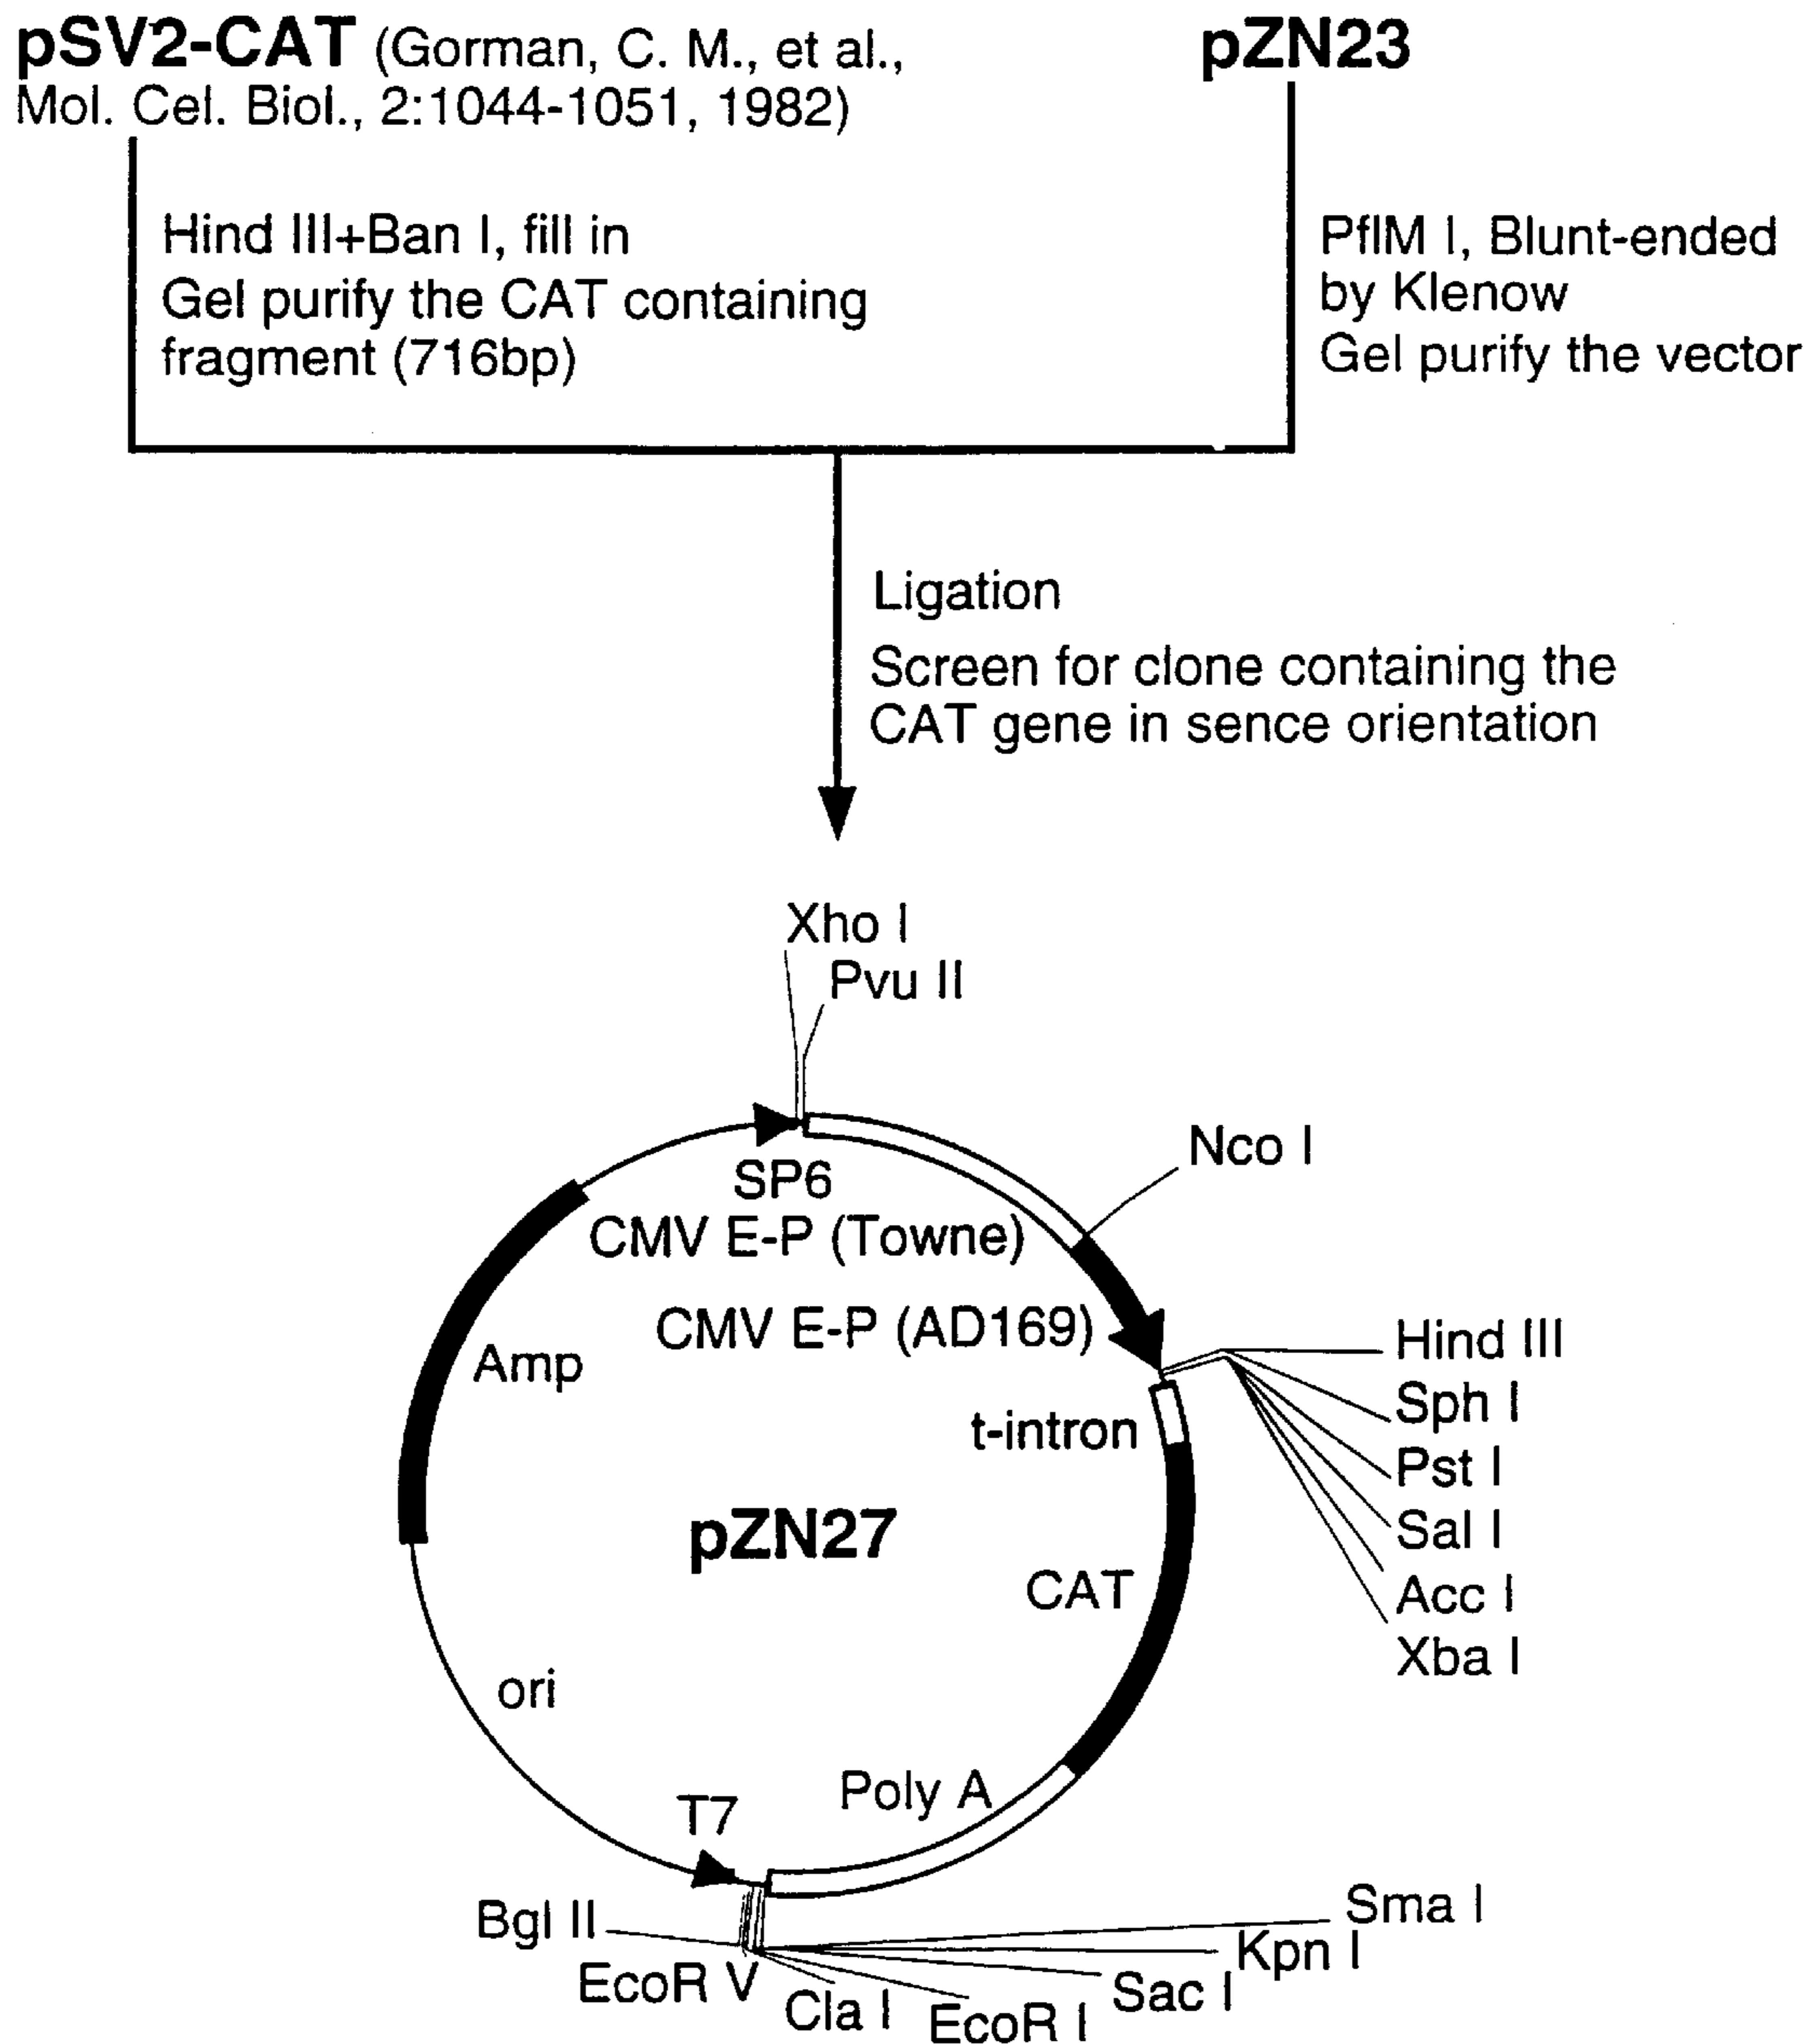 pSV2-CAT (Gorman, C. M., et al.,
Mol. Cel. Biol., 2:1044-1051, 1982)
pZN23
Hind III+Ban I, fill in
Gel purify the CAT containing
fragment (716bp)
PflM I, Blunt-ended
by Klenow
Gel purify the vector
Ligation
Screen for clone containing the
CAT gene in sence orientation
Xho I
Pvu II
Nco I
SP6
CMV E-P (Towne)
CMV E-P (AD169)
Hind III
Sph I
Pst I
Sal I
Acc I
Xba I
Amp
t-intron
pZN27
CAT
ori
Poly A
T7
Bgl II
EcoR V
Cla I
EcoR I
Sac I
Kpn I
Sma I